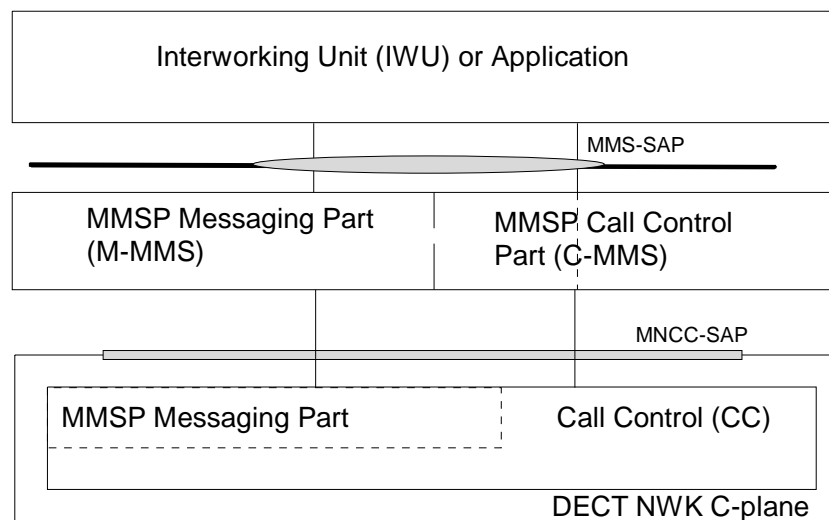 Interworking Unit (IWU) or Application
MMS-SAP
MMSP Messaging Part
(M-MMS)
MMSP Call Control
Part (C-MMS)
MNCC-SAP
MMSP Messaging Part
Call Control (CC)
DECT NWK C-plane